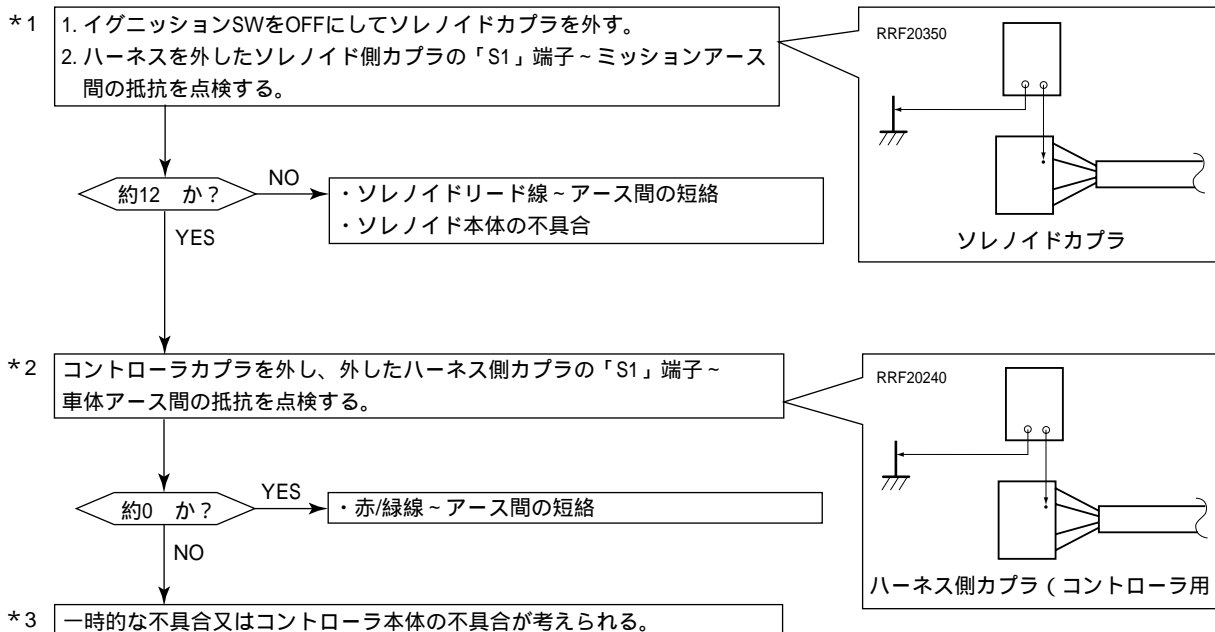 *1
1. イグニッションSWをOFFにしてソレノイドカプラを外す。
2. ハーネスを外したソレノイド側カプラの「S1」端子~ミッションアース
間の抵抗を点検する。
RRF20350
ソレノイドカプラ
約12 か?
NO
・ソレノイドリード線~アース間の短絡
・ソレノイド本体の不具合
YES
*2
コントローラカプラを外し、外したハーネス側カプラの「S1」端子~
車体アース間の抵抗を点検する。
RRF20240
ハーネス側カプラ(コントローラ用
約0 か?
YES
・赤/緑線~アース間の短絡
NO
*3
一時的な不具合又はコントローラ本体の不具合が考えられる。